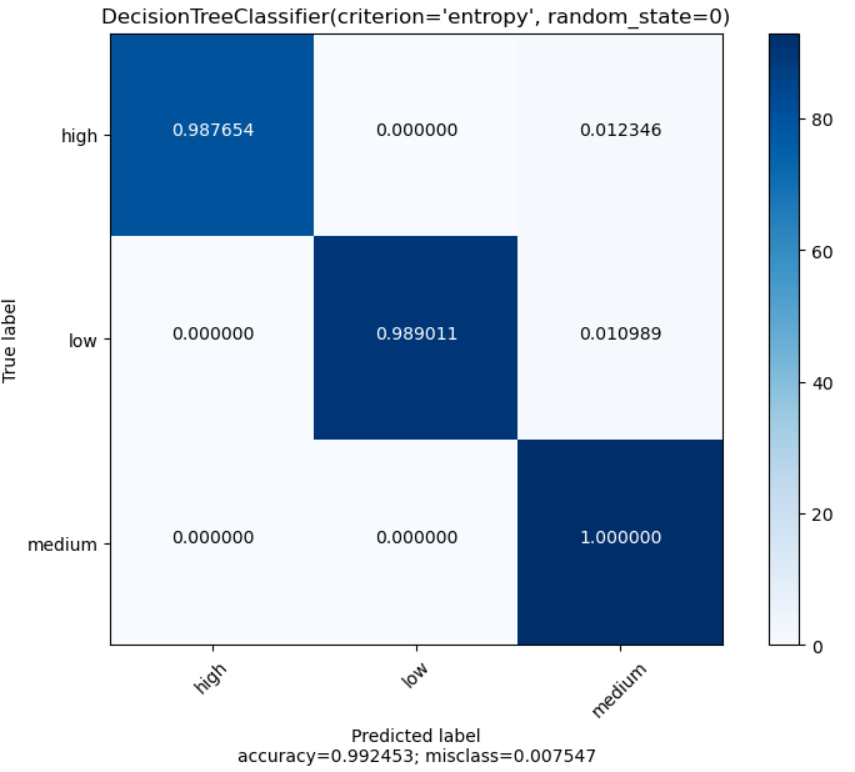 DecisionTreeClassifier(criterion='entropy', random_state=0)
True label
high
0.987654 0.000000 0.012346
low
0.000000 0.989011 0.010989
medium
0.000000 0.000000 1.000000
high low medium
Predicted label
accuracy=0.992453; misclass=0.007547
80
60
40
20
0